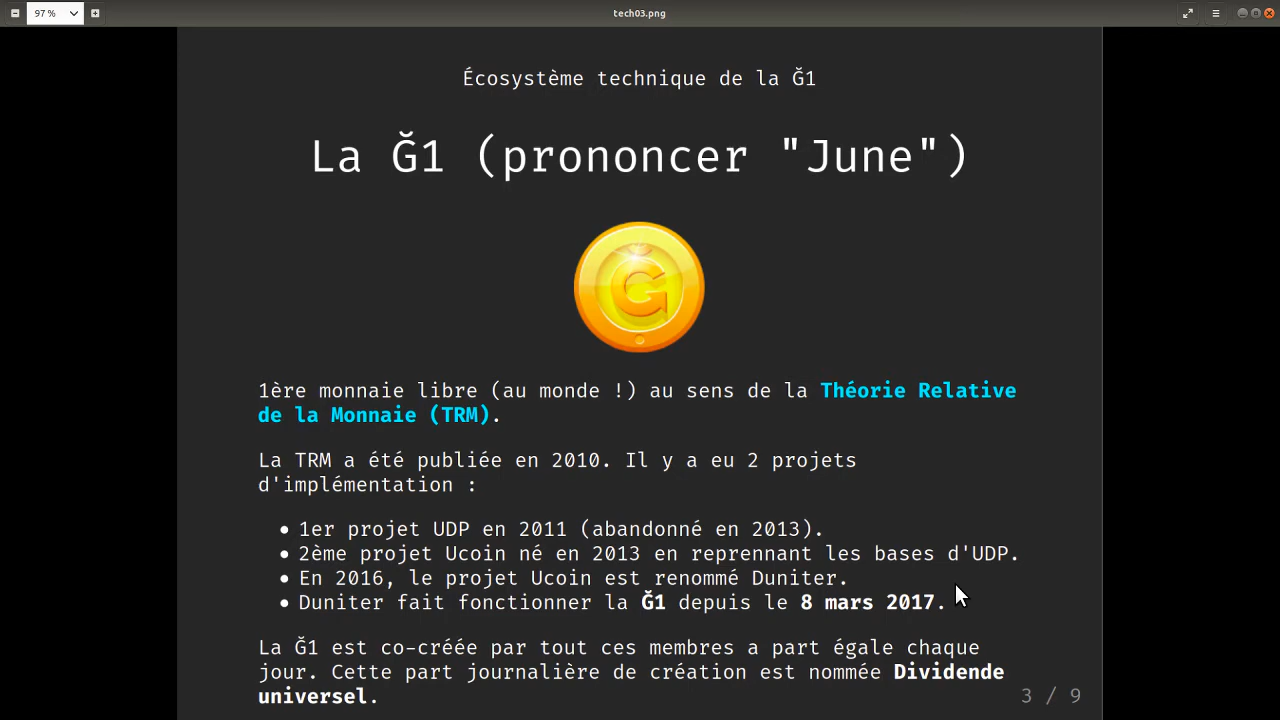 97 %
tech03.png
Écosystème technique de la Ğ1
La Ğ1 (prononcer "June")
Ğ
1ère monnaie libre (au monde !) au sens de la Théorie Relative
de la Monnaie (TRM).
La TRM a été publiée en 2010. Il y a eu 2 projets
d'implémentation :
• 1er projet UDP en 2011 (abandonné en 2013).
• 2ème projet Ucoin né en 2013 en reprennant les bases d'UDP.
• En 2016, le projet Ucoin est renommé Duniter.
• Duniter fait fonctionner la Ğ1 depuis le 8 mars 2017.
La Ğ1 est co-créée par tout ces membres a part égale chaque
jour. Cette part journalière de création est nommée Dividende
universel.
3 / 9